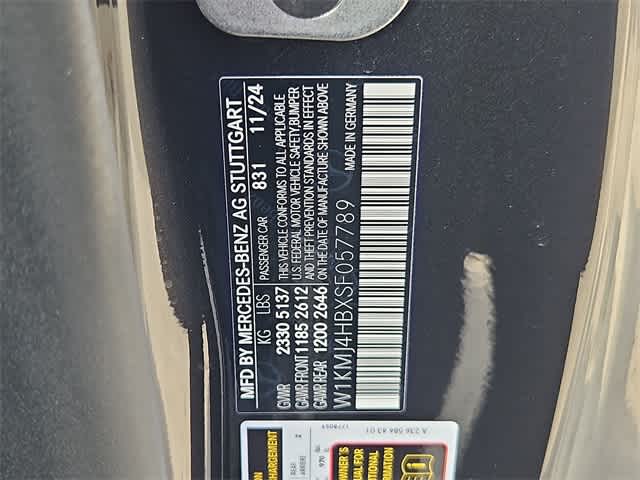 MFD BY MERCEDES-BENZ AG STUTTGART
PASSENGER CAR 831 11/24
KG LBS
GVWR 2330 5137
GAWR FRONT 1185 2612
GAWR REAR 1200 2646
THIS VEHICLE CONFORMS TO ALL APPLICABLE
U.S. FEDERAL MOTOR VEHICLE SAFETY, BUMPER
AND THEFT PREVENTION STANDARDS IN EFFECT
ON THE DATE OF MANUFACTURE SHOWN ABOVE
W1KMJ4HBXSF057789
MADE IN GERMANY
A 236 584 83 01
OWNER'S
REAR